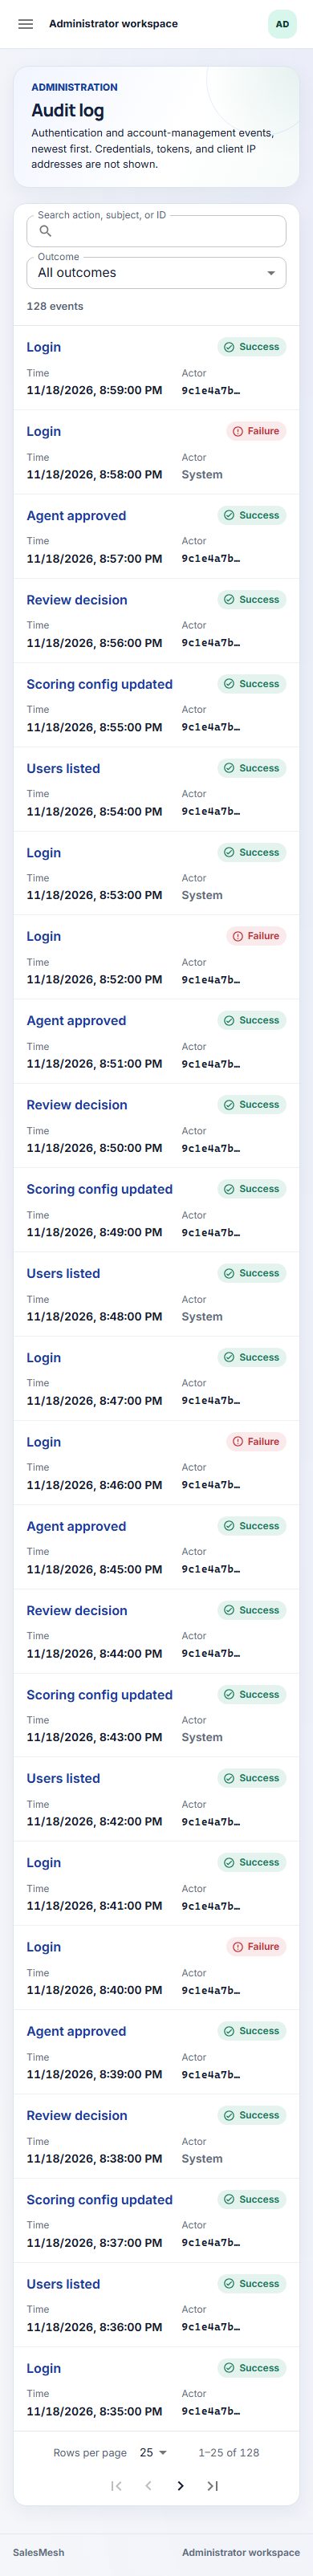 Administrator workspace
AD
ADMINISTRATION
Audit log
Authentication and account-management events,
newest first. Credentials, tokens, and client IP
addresses are not shown.
Search action, subject, or ID
Outcome
All outcomes
128 events
Login Success
Time Actor
11/18/2026, 8:59:00 PM 9c1e4a7b…
Login Failure
Time Actor
11/18/2026, 8:58:00 PM System
Agent approved Success
Time Actor
11/18/2026, 8:57:00 PM 9c1e4a7b…
Review decision Success
Time Actor
11/18/2026, 8:56:00 PM 9c1e4a7b…
Scoring config updated Success
Time Actor
11/18/2026, 8:55:00 PM 9c1e4a7b…
Users listed Success
Time Actor
11/18/2026, 8:54:00 PM 9c1e4a7b…
Login Success
Time Actor
11/18/2026, 8:53:00 PM System
Login Failure
Time Actor
11/18/2026, 8:52:00 PM 9c1e4a7b…
Agent approved Success
Time Actor
11/18/2026, 8:51:00 PM 9c1e4a7b…
Review decision Success
Time Actor
11/18/2026, 8:50:00 PM 9c1e4a7b…
Scoring config updated Success
Time Actor
11/18/2026, 8:49:00 PM 9c1e4a7b…
Users listed Success
Time Actor
11/18/2026, 8:48:00 PM System
Login Success
Time Actor
11/18/2026, 8:47:00 PM 9c1e4a7b…
Login Failure
Time Actor
11/18/2026, 8:46:00 PM 9c1e4a7b…
Agent approved Success
Time Actor
11/18/2026, 8:45:00 PM 9c1e4a7b…
Review decision Success
Time Actor
11/18/2026, 8:44:00 PM 9c1e4a7b…
Scoring config updated Success
Time Actor
11/18/2026, 8:43:00 PM System
Users listed Success
Time Actor
11/18/2026, 8:42:00 PM 9c1e4a7b…
Login Success
Time Actor
11/18/2026, 8:41:00 PM 9c1e4a7b…
Login Failure
Time Actor
11/18/2026, 8:40:00 PM 9c1e4a7b…
Agent approved Success
Time Actor
11/18/2026, 8:39:00 PM 9c1e4a7b…
Review decision Success
Time Actor
11/18/2026, 8:38:00 PM System
Scoring config updated Success
Time Actor
11/18/2026, 8:37:00 PM 9c1e4a7b…
Users listed Success
Time Actor
11/18/2026, 8:36:00 PM 9c1e4a7b…
Login Success
Time Actor
11/18/2026, 8:35:00 PM 9c1e4a7b…
Rows per page 25 1–25 of 128
SalesMesh Administrator workspace